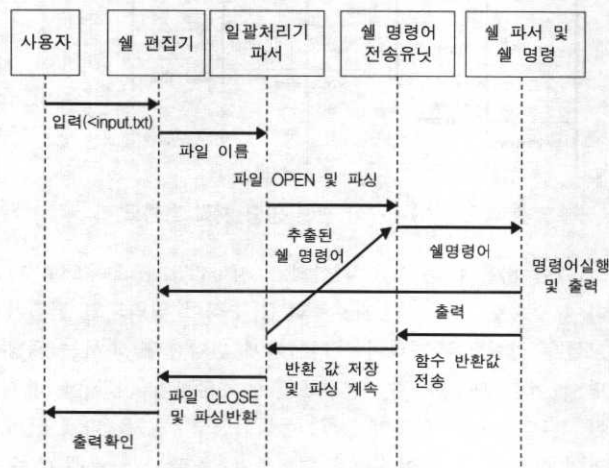 사용자
쉘 편집기
일괄처리기
파서
쉘 명령어
전송유닛
쉘 파서 및
쉘 명령
입력(<input.txt)
파일 이름
파일 OPEN 및 파싱
추출된
쉘 명령어
쉘명령어
명령어실행
및 출력
출력
반환 값 저장
및 파싱 계속
함수 반환값
전송
파일 CLOSE
및 파싱반환
출력확인